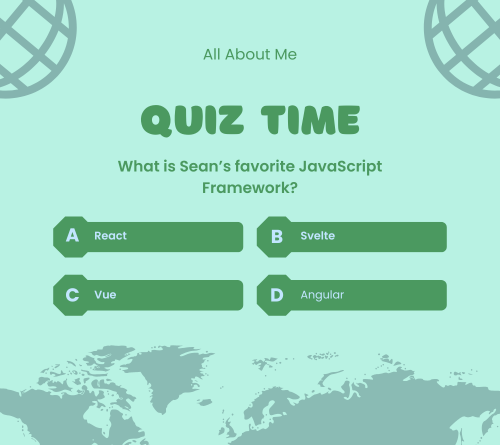 All About Me
QUIZ TIME
What is Sean’s favorite JavaScript
Framework?
A React
B Svelte
C Vue
D Angular